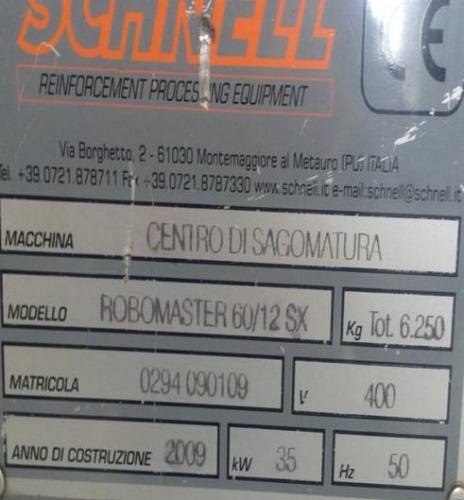 SCHNELL
REINFORCEMENT PROCESSING EQUIPMENT
CE
Via Borghetto, 2 - 61030 Montemaggiore al Metauro (PU) ITALIA
Tel. +39.0721.878711 Fax +39.0721.8787330 www.schnell.it e-mail:schnell@schnell.it
MACCHINA CENTRO DI SAGOMATURA
MODELLO ROBOMASTER 60/12 SX Kg Tot. 6.250
MATRICOLA 0294 090109 V 400
ANNO DI COSTRUZIONE 2009 kW 35 Hz 50